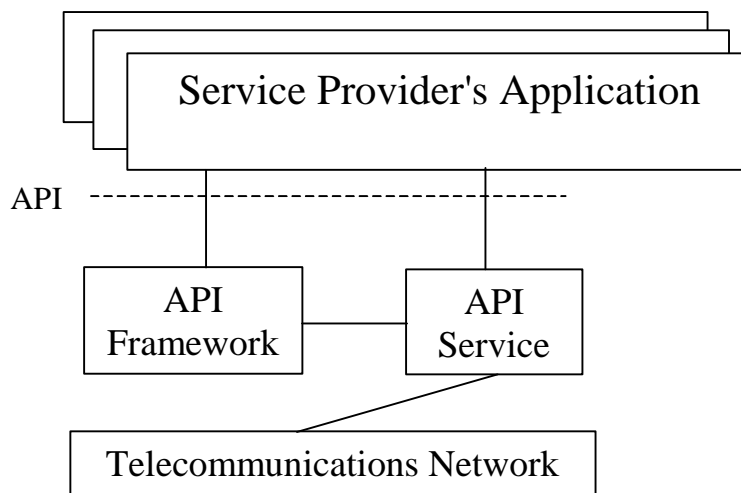 Service Provider's Application
API
API
Framework
API
Service
Telecommunications Network